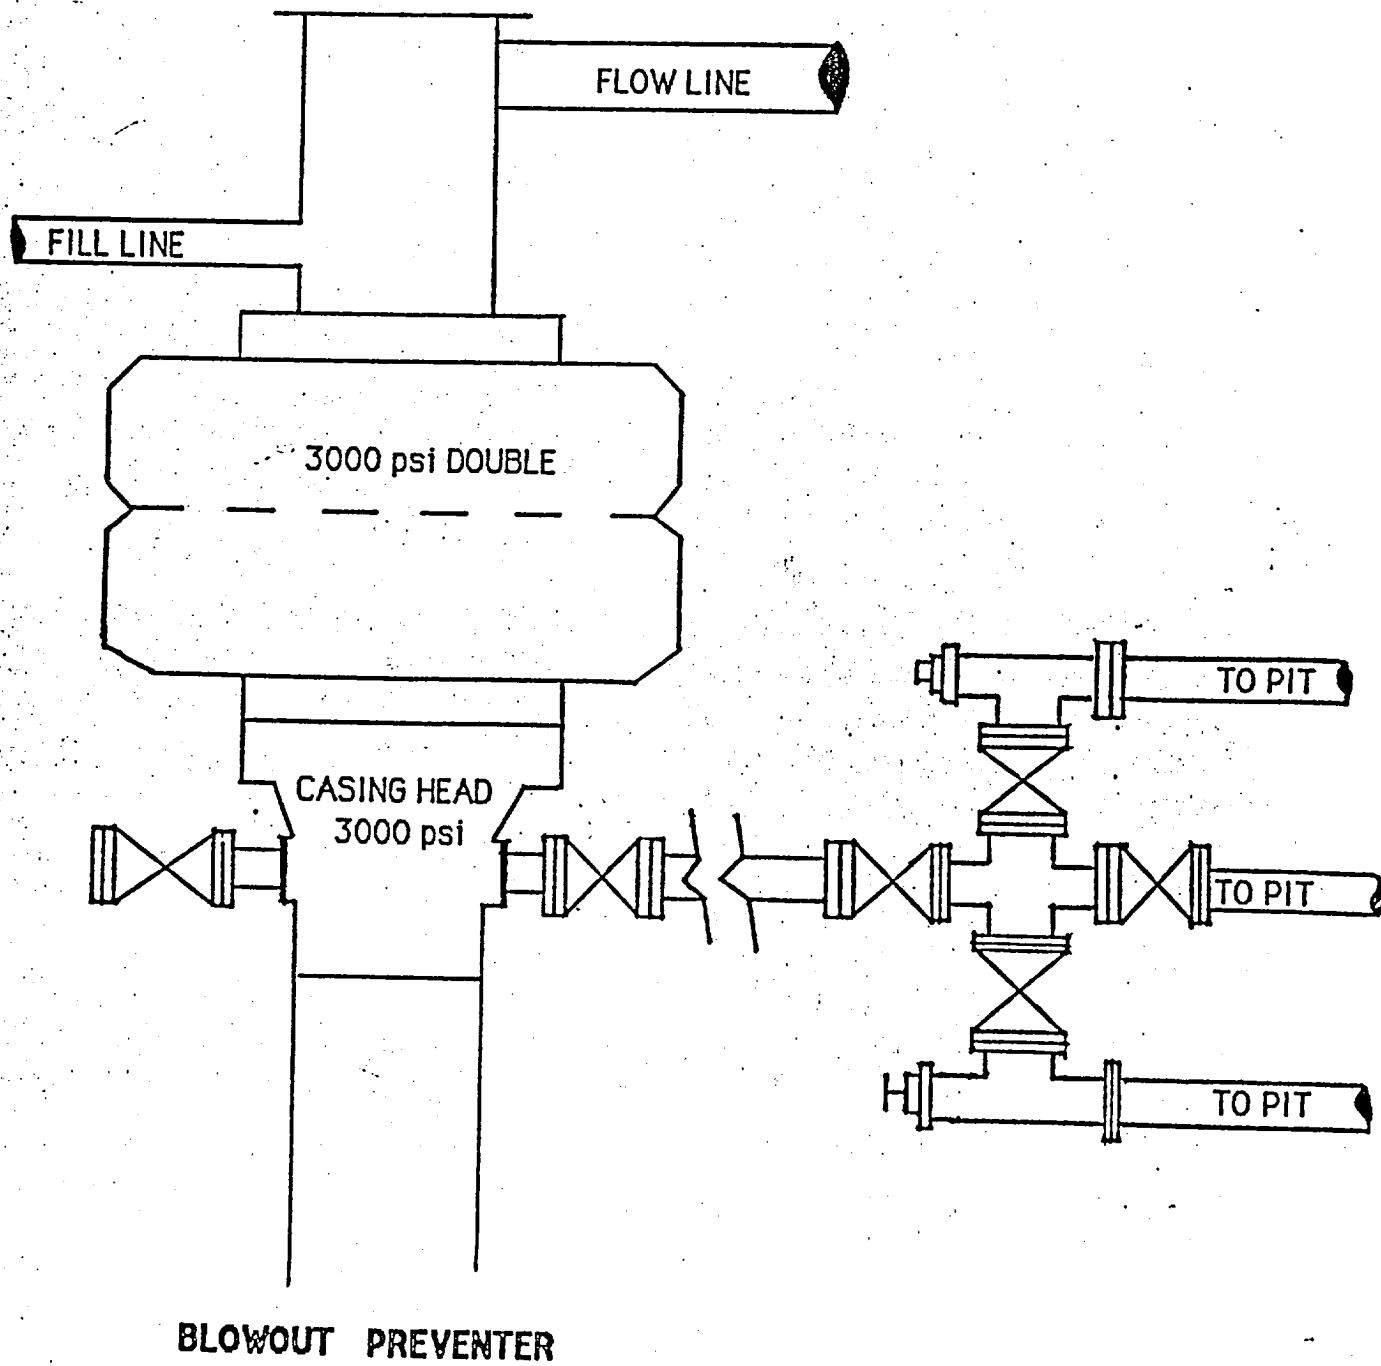 FLOW LINE
FILL LINE
3000 psi DOUBLE
TO PIT
CASING HEAD
3000 psi
TO PIT
TO PIT
BLOWOUT PREVENTER